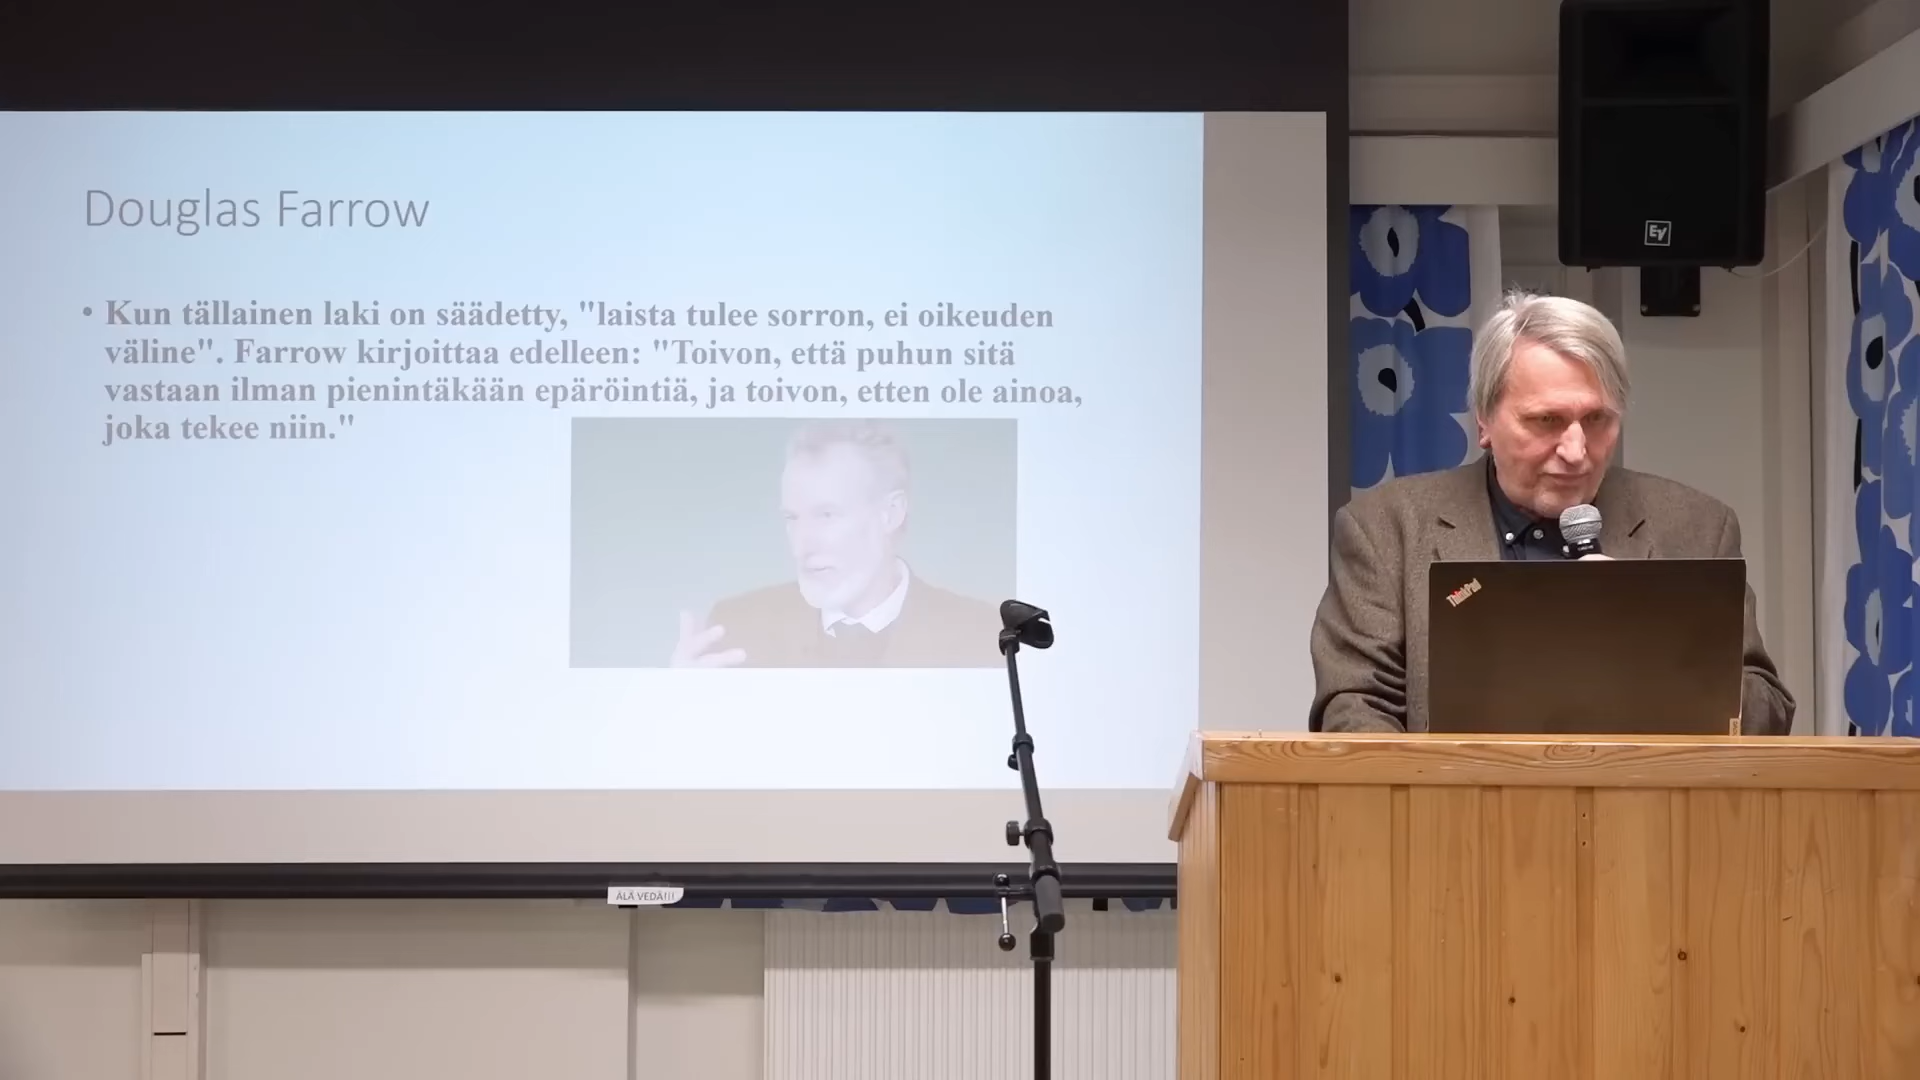 Douglas Farrow
• Kun tällainen laki on säädetty, "laista tulee sorron, ei oikeuden
väline". Farrow kirjoittaa edelleen: "Toivon, että puhun sitä
vastaan ilman pienintäkään epäröintiä, ja toivon, etten ole ainoa,
joka tekee niin."
EV
ThinkPad
ÄLÄ VEDÄ!!!